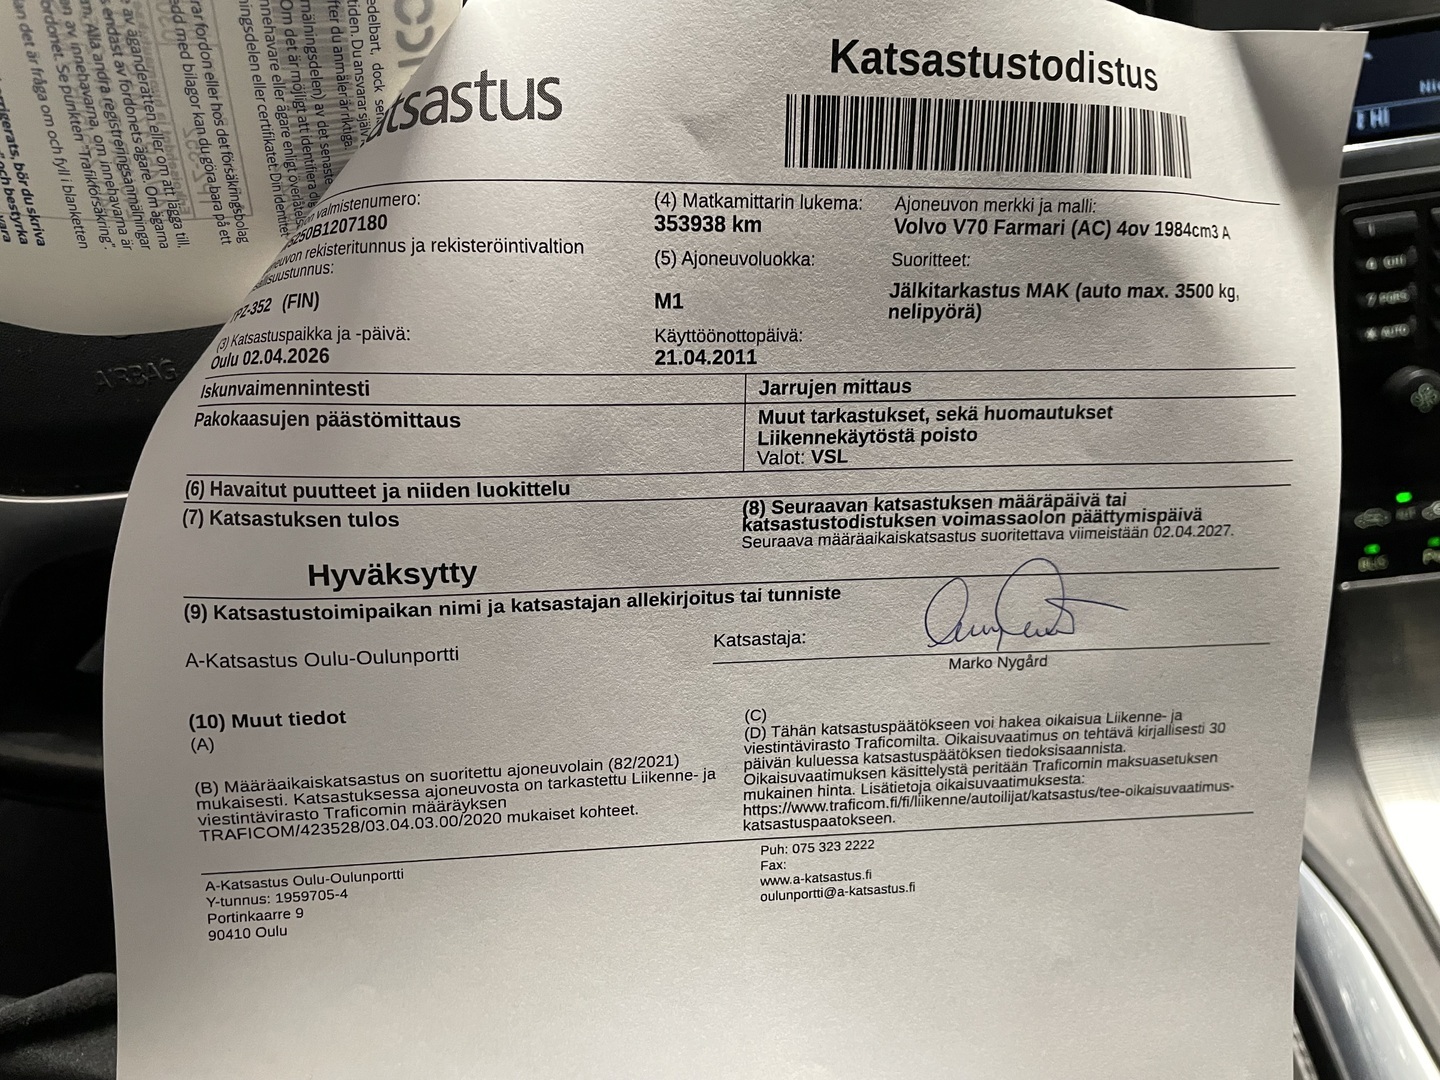 Katsastustodistus
tsastus
valmistenumero:
5250B1207180
(4) Matkamittarin lukema:
353938 km
Ajoneuvon merkki ja malli:
Volvo V70 Farmari (AC) 4ov 1984cm3 A
rekisteritunnus ja rekisteröintivaltion
(FIN)
(5) Ajoneuvoluokka:
M1
Suoritteet:
Jälkitarkastus MAK (auto max. 3500 kg,
nelipyörä)
(3) Katsastuspaikka ja -päivä:
Oulu 02.04.2026
Käyttöönottopäivä:
21.04.2011
Iskunvaimennintesti
Jarrujen mittaus
Pakokaasujen päästömittaus
Muut tarkastukset, sekä huomautukset
Liikennekäytöstä poisto
Valot: VSL
(6) Havaitut puutteet ja niiden luokittelu
(7) Katsastuksen tulos
Hyväksytty
(8) Seuraavan katsastuksen määräpäivä tai
katsastustodistuksen voimassaolon päättymispäivä
Seuraava määräaikaiskatsastus suoritettava viimeistään 02.04.2027.
(9) Katsastustoimipaikan nimi ja katsastajan allekirjoitus tai tunniste
A-Katsastus Oulu-Oulunportti
Katsastaja:
Marko Nygård
(10) Muut tiedot
(A)
(B) Määräaikaiskatsastus on suoritettu ajoneuvolain (82/2021)
mukaisesti. Katsastuksessa ajoneuvosta on tarkastettu Liikenne- ja
viestintävirasto Traficomin määräyksen
TRAFICOM/423528/03.04.03.00/2020 mukaiset kohteet.
(C)
(D) Tähän katsastuspäätökseen voi hakea oikaisua Liikenne- ja
viestintävirasto Traficomilta. Oikaisuvaatimus on tehtävä kirjallisesti 30
päivän kuluessa katsastuspäätöksen tiedoksisaannista.
Oikaisuvaatimuksen käsittelystä peritään Traficomin maksuasetuksen
mukainen hinta. Lisätietoja oikaisuvaatimuksesta:
https://www.traficom.fi/fi/liikenne/autoilijat/katsastus/tee-oikaisuvaatimus-
katsastuspaatokseen.
A-Katsastus Oulu-Oulunportti
Y-tunnus: 1959705-4
Portinkaarre 9
90410 Oulu
Puh: 075 323 2222
Fax:
www.a-katsastus.fi
oulunportti@a-katsastus.fi
AIRBAG
AUTO